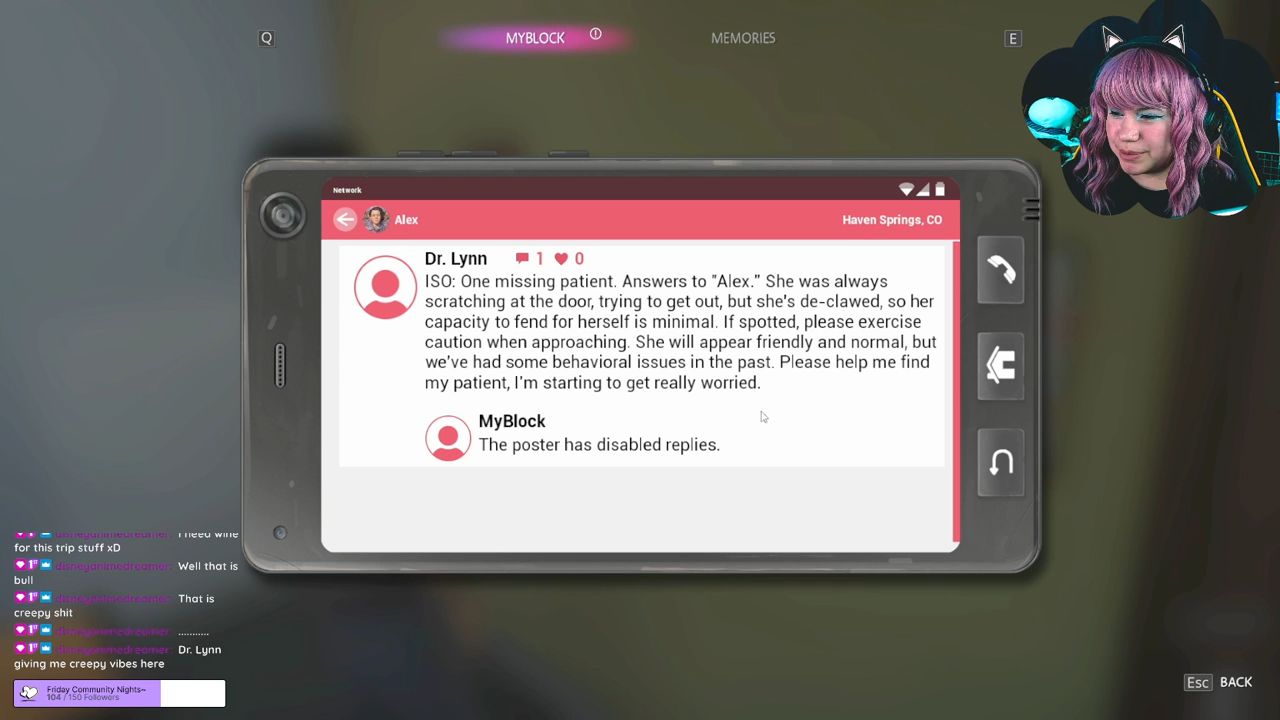 Q
MYBLOCK
MEMORIES
E
Network
Alex
Haven Springs, CO
Dr. Lynn 1 0
ISO: One missing patient. Answers to "Alex." She was always
scratching at the door, trying to get out, but she's de-clawed, so her
capacity to fend for herself is minimal. If spotted, please exercise
caution when approaching. She will appear friendly and normal, but
we've had some behavioral issues in the past. Please help me find
my patient, I'm starting to get really worried.
MyBlock
The poster has disabled replies.
disneyanimedreamer: I need wine
for this trip stuff xD
disneyanimedreamer: Well that is
bull
disneyanimedreamer: That is
creepy shit
disneyanimedreamer: ..........
disneyanimedreamer: Dr. Lynn
giving me creepy vibes here
Friday Community Nights~
104 / 150 Followers
Esc BACK